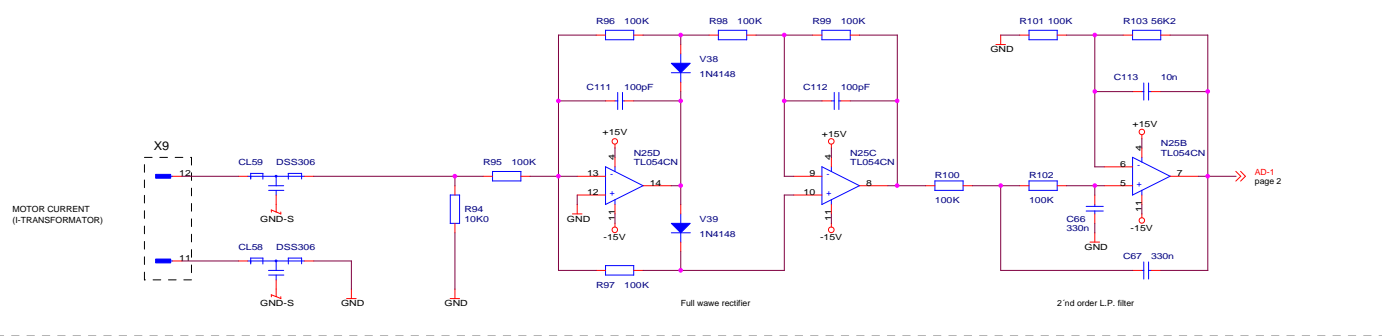 R96 100K
R98 100K
R99 100K
R101 100K
R103 56K2
GND
V38
1N4148
C111 100pF
C112 100pF
C113 10n
+15V
+15V
+15V
X9
4
N25D
TL054CN
4
N25C
TL054CN
4
N25B
TL054CN
CL59 DSS306
R95 100K
12
13
-
14
12
+
9
-
8
10
+
6
-
7
5
+
R100
100K
R102
100K
AD-1
page 2
MOTOR CURRENT
(I-TRANSFORMATOR)
GND-S
R94
10K0
GND
11
-15V
V39
1N4148
11
-15V
C66
330n
GND
11
-15V
11
CL58 DSS306
C67 330n
R97 100K
GND-S
GND
GND
Full wave rectifier
2´nd order L.P. filter